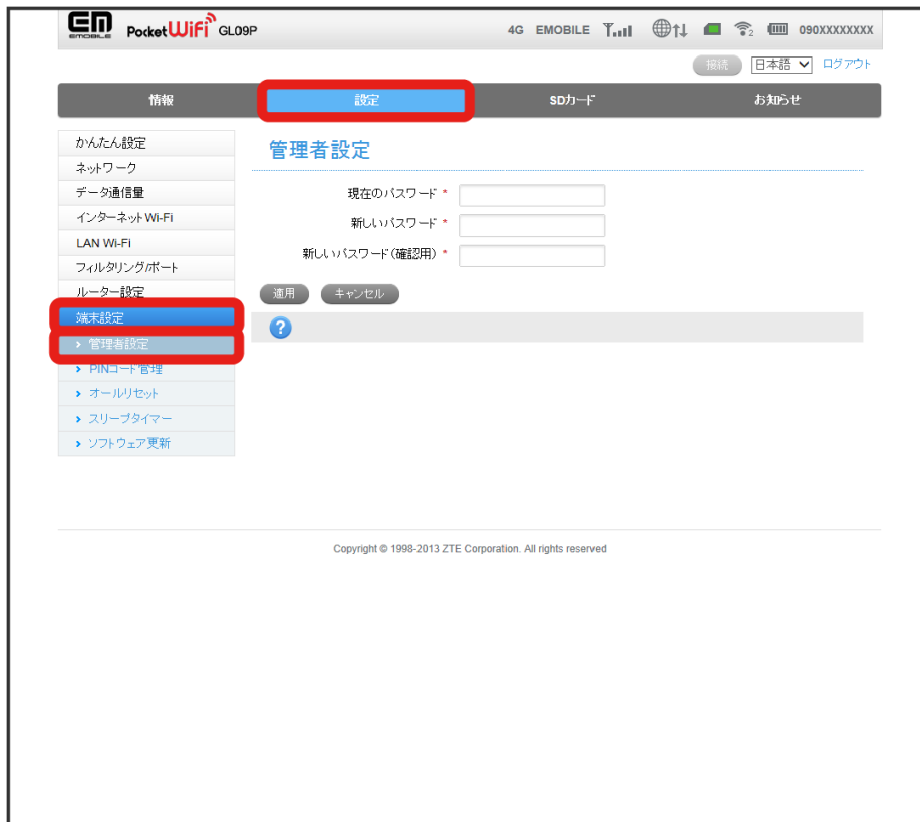 EM
EMOBILE
Pocket WiFi GL09P
4G EMOBILE 2 090XXXXXXXX
接続 日本語 ログアウト
情報 設定 SDカード お知らせ
かんたん設定
ネットワーク
データ通信量
インターネットWi-Fi
LAN Wi-Fi
フィルタリング/ポート
ルーター設定
端末設定
管理者設定
PINコード管理
オールリセット
スリープタイマー
ソフトウェア更新
管理者設定
現在のパスワード *
新しいパスワード *
新しいパスワード(確認用) *
適用 キャンセル
?
Copyright © 1998-2013 ZTE Corporation. All rights reserved